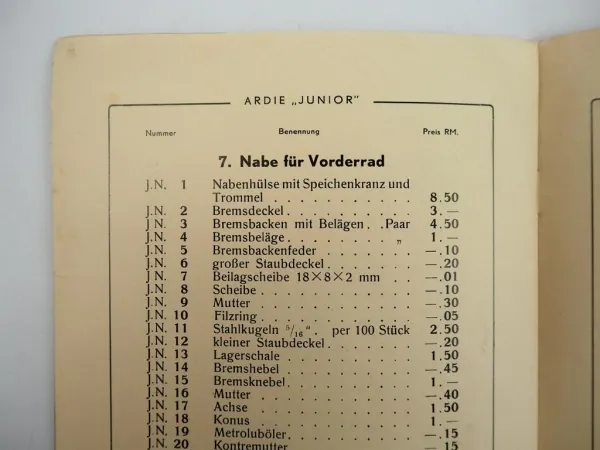 ARDIE „JUNIOR"
Nummer Benennung Preis RM.
7. Nabe für Vorderrad
J.N. 1 Nabenhülse mit Speichenkranz und
Trommel . . . . . . . . . . . 8.50
J.N. 2 Bremsdeckel . . . . . . . . . 3.—
J N. 3 Bremsbacken mit Belägen . . Paar 4.50
J.N. 4 Bremsbeläge . . . . . . . . „ 1.—
J.N. 5 Bremsbackenfeder . . . . . . —.10
J.N. 6 großer Staubdeckel . . . . . . —.20
J.N. 7 Beilagscheibe 18×8×2 mm . . —.01
J.N. 8 Scheibe . . . . . . . . . . . —.10
J.N. 9 Mutter . . . . . . . . . . . —.30
J.N. 10 Filzring . . . . . . . . . . . —.05
J.N. 11 Stahlkugeln 5/16" . per 100 Stück 2.50
J.N. 12 kleiner Staubdeckel . . . . . . —.20
J.N. 13 Lagerschale . . . . . . . . . 1.50
J.N. 14 Bremshebel . . . . . . . . . —.45
J.N. 15 Bremsknebel . . . . . . . . . 1.—
J.N. 16 Mutter . . . . . . . . . . . —.40
J.N. 17 Achse . . . . . . . . . . . 1.50
J.N. 18 Konus . . . . . . . . . . . 1.—
J.N. 19 Metroluböler . . . . . . . . . —.15
J.N. 20 Kontremutter . . . . . . . . —.15